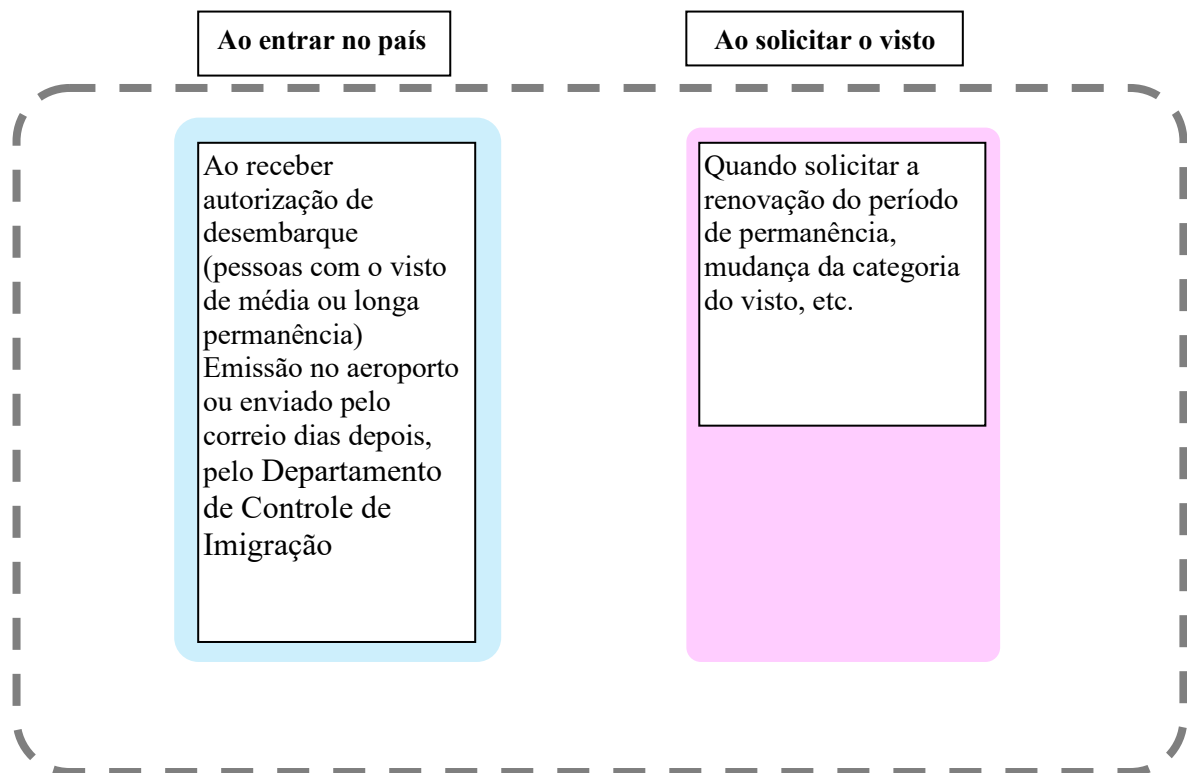 Ao entrar no país
Ao solicitar o visto
Ao receber
autorização de
desembarque
(pessoas com o visto
de média ou longa
permanência)
Emissão no aeroporto
ou enviado pelo
correio dias depois,
pelo Departamento
de Controle de
Imigração
Quando solicitar a
renovação do período
de permanência,
mudança da categoria
do visto, etc.